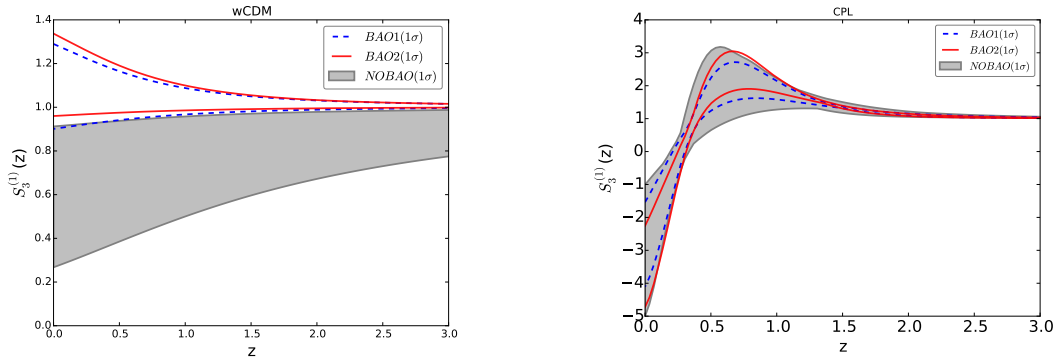 wCDM
1.4
1.2
1.0
0.8
0.6
0.4
0.2
0.0
S_3^{(1)}(z)
BAO1(1σ)
BAO2(1σ)
NOBAO(1σ)
0.0 0.5 1.0 1.5 2.0 2.5 3.0
z
CPL
4
3
2
1
0
−1
−2
−3
−4
−5
S_3^{(1)}(z)
BAO1(1σ)
BAO2(1σ)
NOBAO(1σ)
0.0 0.5 1.0 1.5 2.0 2.5 3.0
z